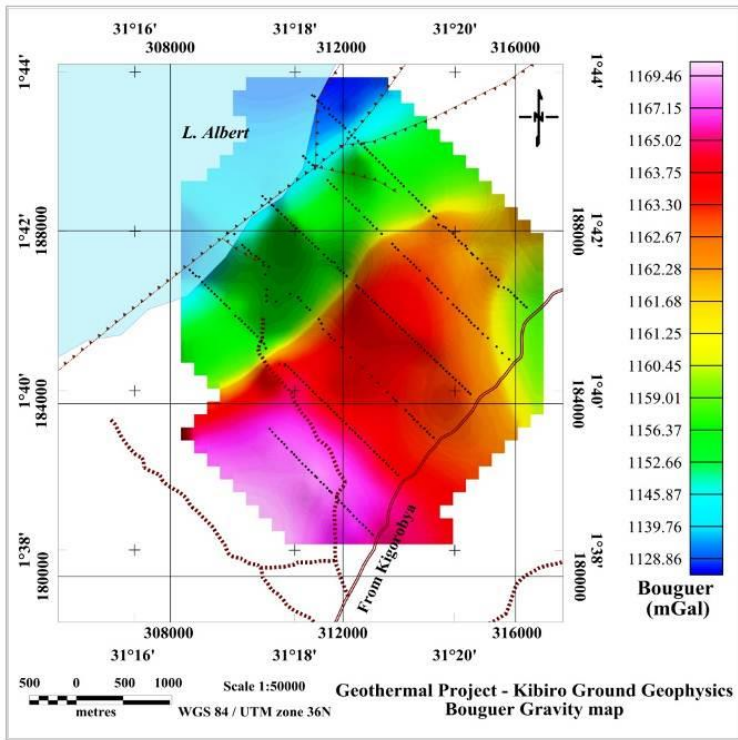 31°16' 31°18' 31°20'
308000 312000 316000
1°44' 1°44'
L. Albert
N
188000 1°42' 1°42' 188000
1°40' 184000 1°40' 184000
1°38' 180000 1°38' 180000
From Kigorobya
308000 312000 316000
31°16' 31°18' 31°20'
1169.46
1167.15
1165.02
1163.75
1163.30
1162.67
1162.28
1161.68
1161.25
1160.45
1159.01
1156.37
1152.66
1145.87
1139.76
1128.86
Bouguer
(mGal)
Scale 1:50000
500 0 500 1000
metres
WGS 84 / UTM zone 36N
Geothermal Project - Kibiro Ground Geophysics
Bouguer Gravity map